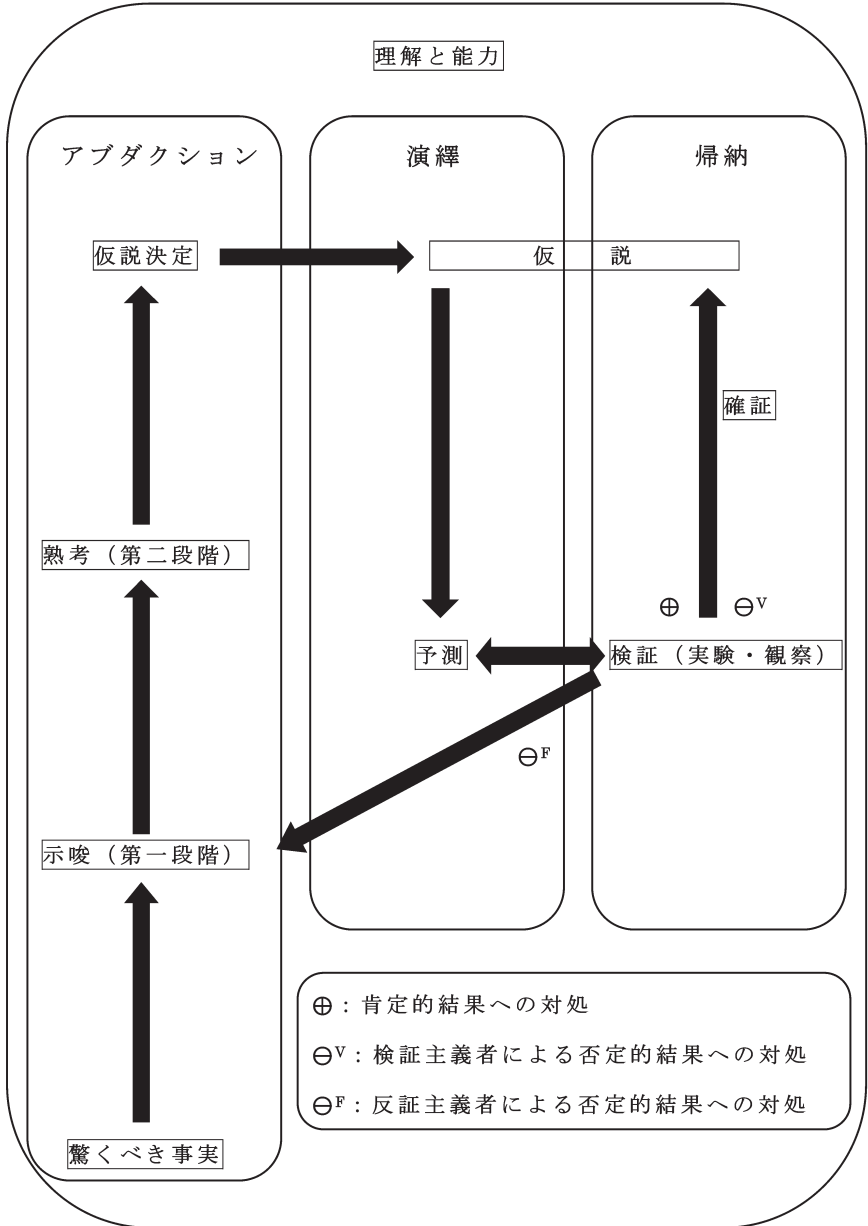 理解と能力
アブダクション
演繹
帰納
仮説決定
仮説
確証
熟考（第二段階）
⊕ ⊖V
予測
検証（実験・観察）
⊖F
示唆（第一段階）
⊕：肯定的結果への対処
⊖V：検証主義者による否定的結果への対処
⊖F：反証主義者による否定的結果への対処
驚くべき事実